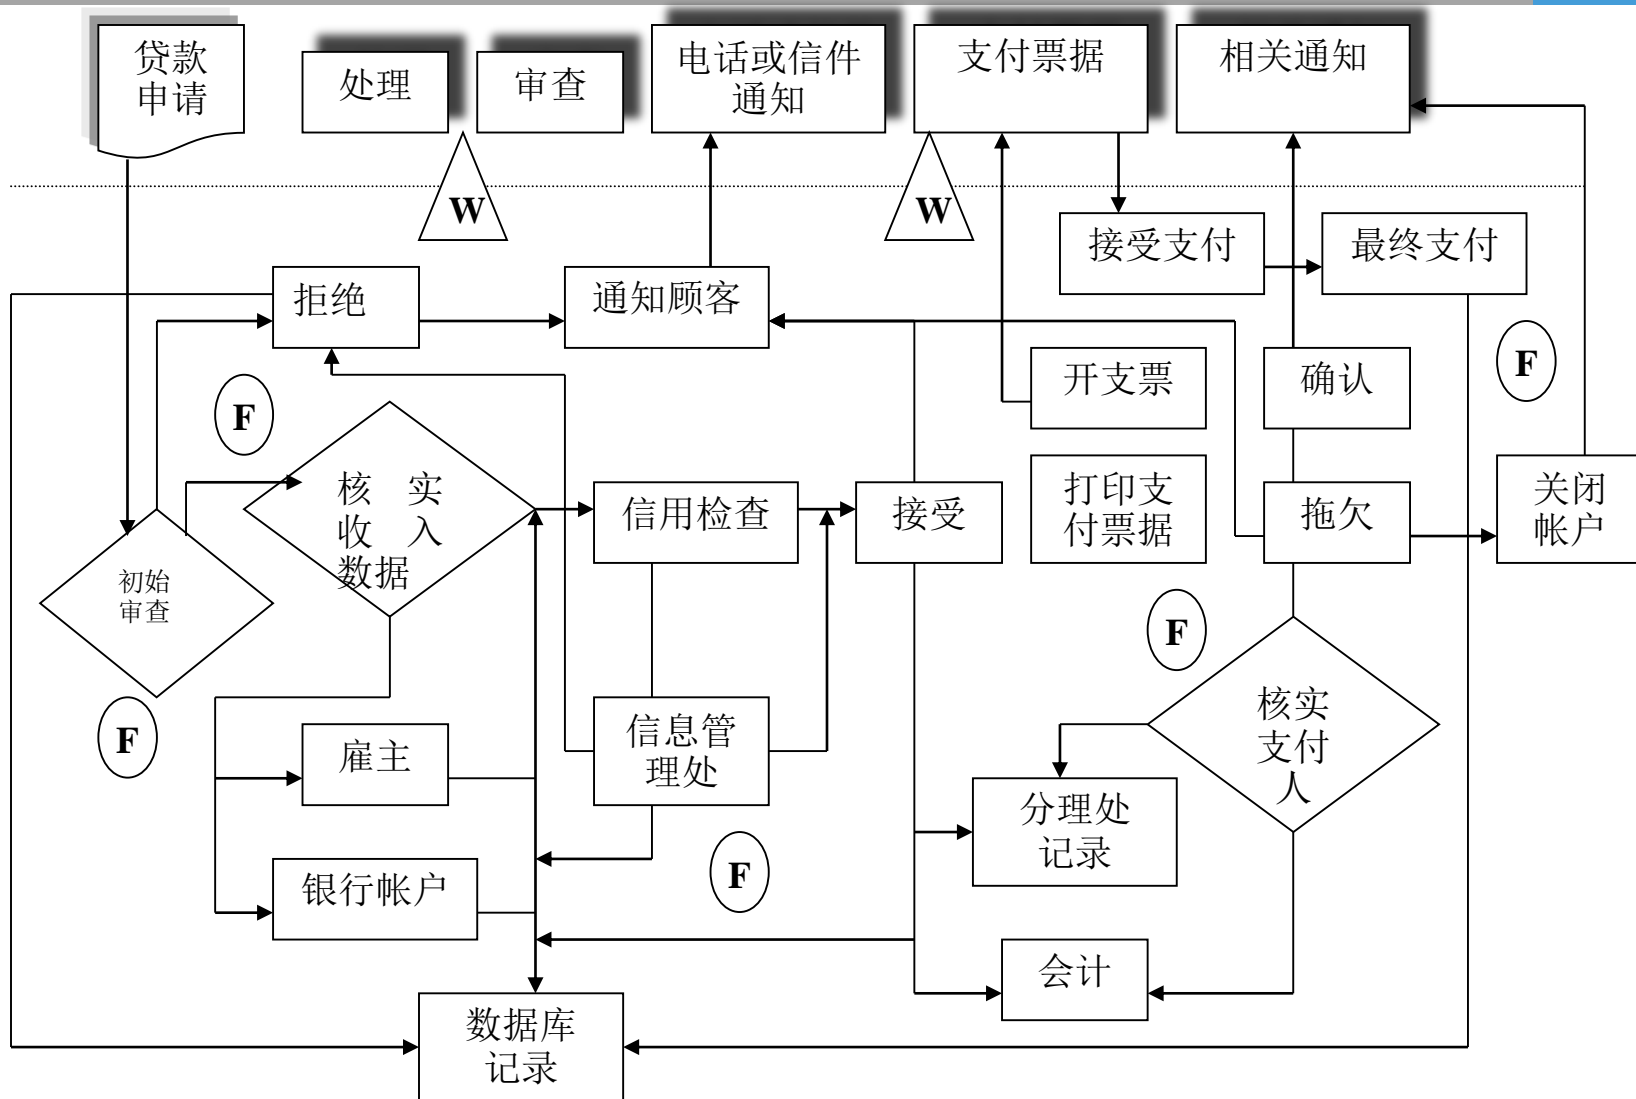 贷款
申请
处理
审查
电话或信件
通知
支付票据
相关通知
W
W
接受支付
最终支付
拒绝
通知顾客
开支票
确认
F
F
核 实
收 入
数据
信用检查
接受
打印支
付票据
拖欠
关闭
帐户
初始
审查
F
F
核实
支付
人
信息管
理处
雇主
分理处
记录
银行帐户
F
会计
数据库
记录